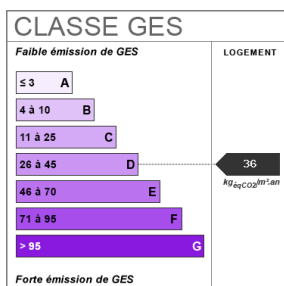 CLASSE GES
Faible émission de GES
LOGEMENT
≤ 3 A
4 à 10 B
11 à 25 C
26 à 45 D
36
kgéqCO2/m².an
46 à 70 E
71 à 95 F
> 95 G
Forte émission de GES